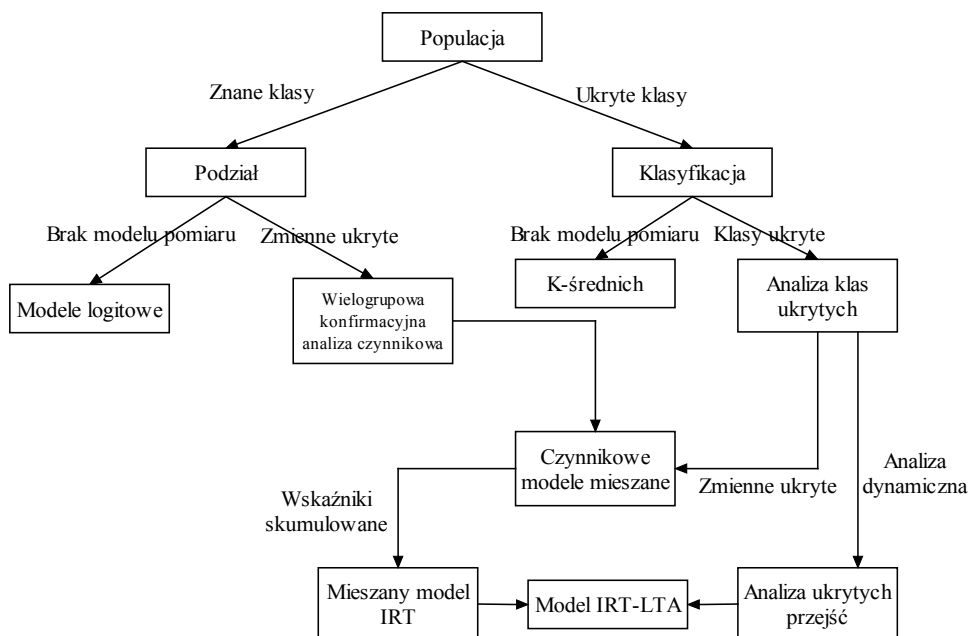 Populacja
Znane klasy
Ukryte klasy
Podział
Klasyfikacja
Brak modelu pomiaru
Zmienne ukryte
Brak modelu pomiaru
Klasy ukryte
Modele logitowe
Wielogrupowa
konfirmacyjna
analiza czynnikowa
K-średnich
Analiza klas
ukrytych
Czynnikowe
modele mieszane
Zmienne ukryte
Analiza
dynamiczna
Wskaźniki
skumulowane
Mieszany model
IRT
Model IRT-LTA
Analiza ukrytych
przejść